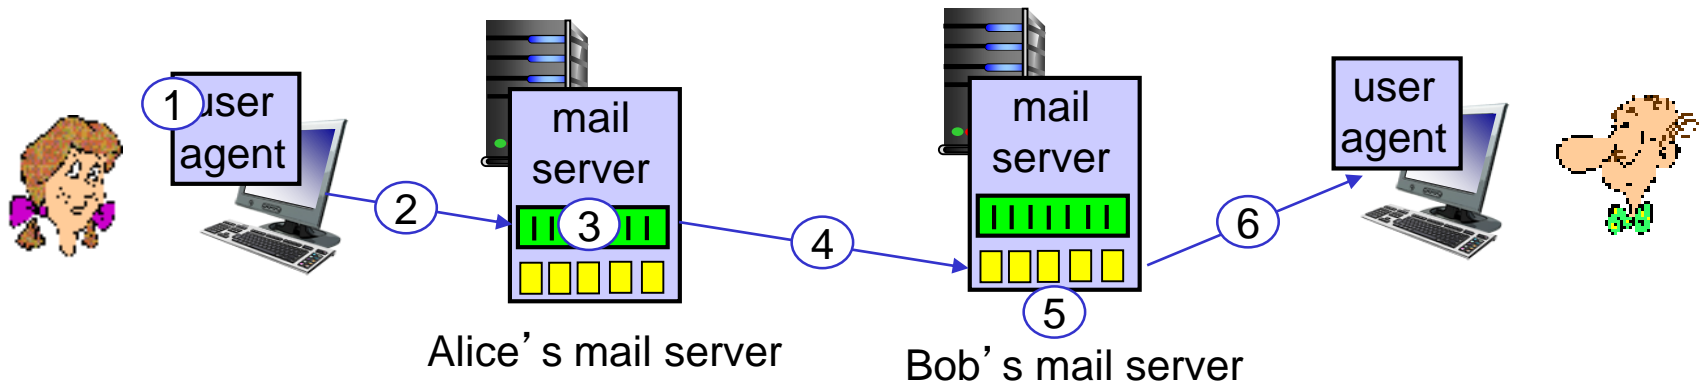 1
user
agent
2
mail
server
3
Alice's mail server
4
mail
server
5
Bob's mail server
6
user
agent